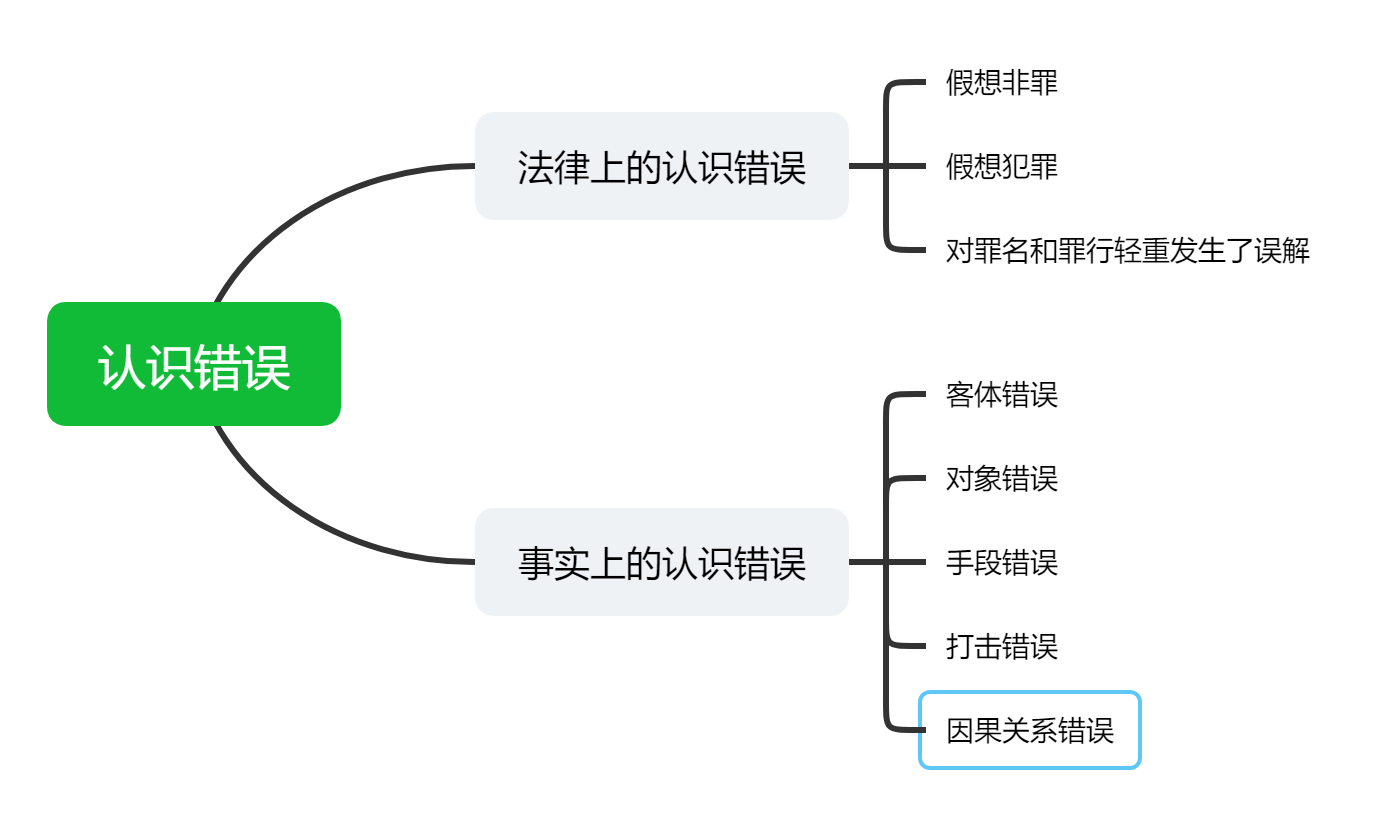 认识错误
法律上的认识错误
假想非罪
假想犯罪
对罪名和罪行轻重发生了误解
事实上的认识错误
客体错误
对象错误
手段错误
打击错误
因果关系错误